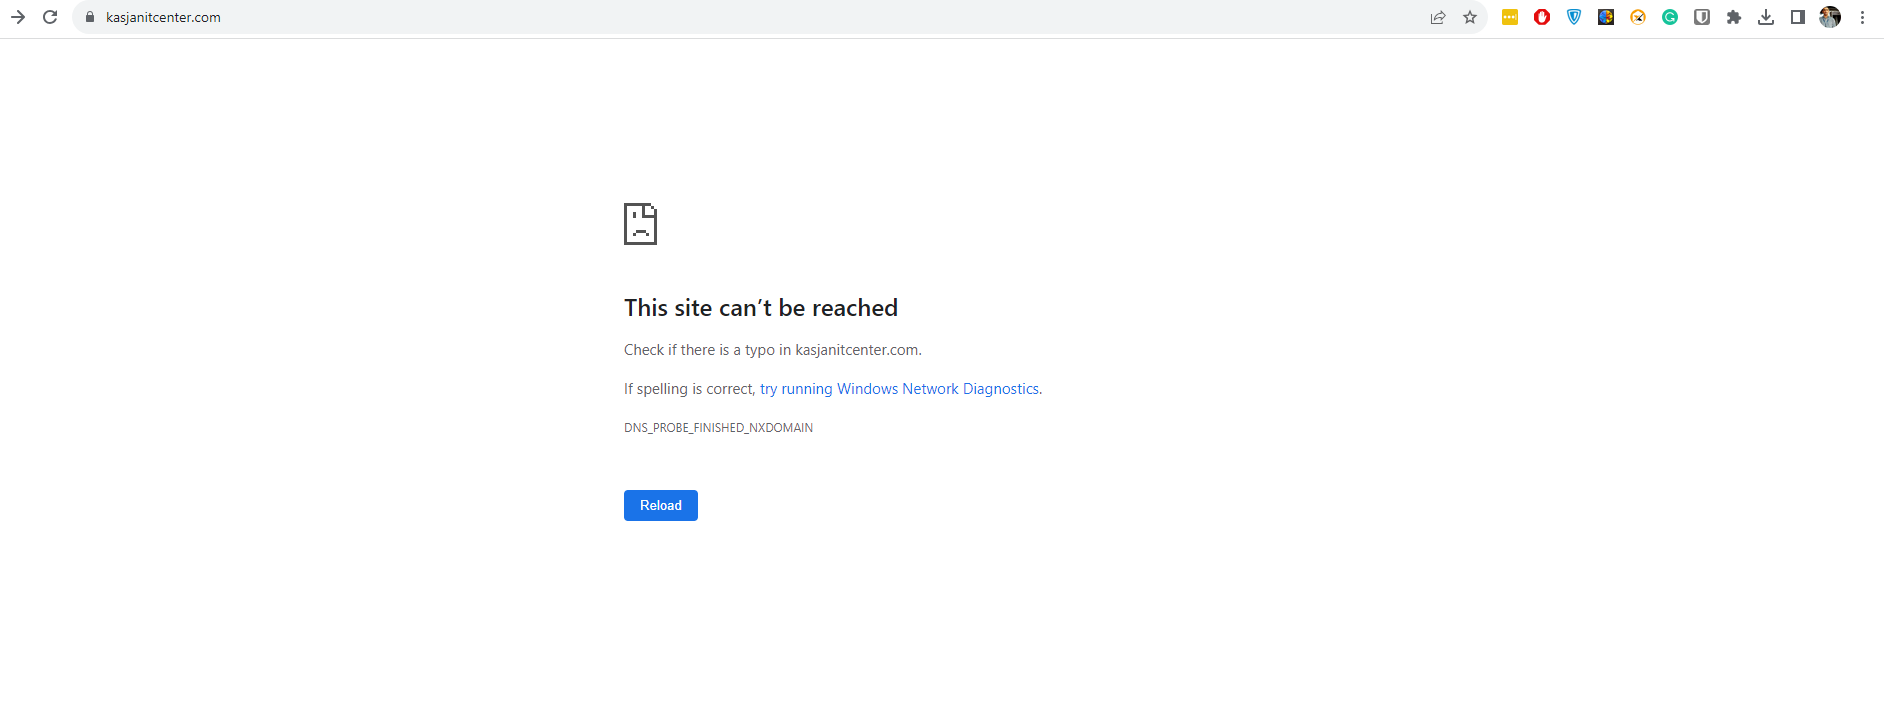 kasjanitcenter.com
This site can’t be reached
Check if there is a typo in kasjanitcenter.com.
If spelling is correct, try running Windows Network Diagnostics.
DNS_PROBE_FINISHED_NXDOMAIN
Reload